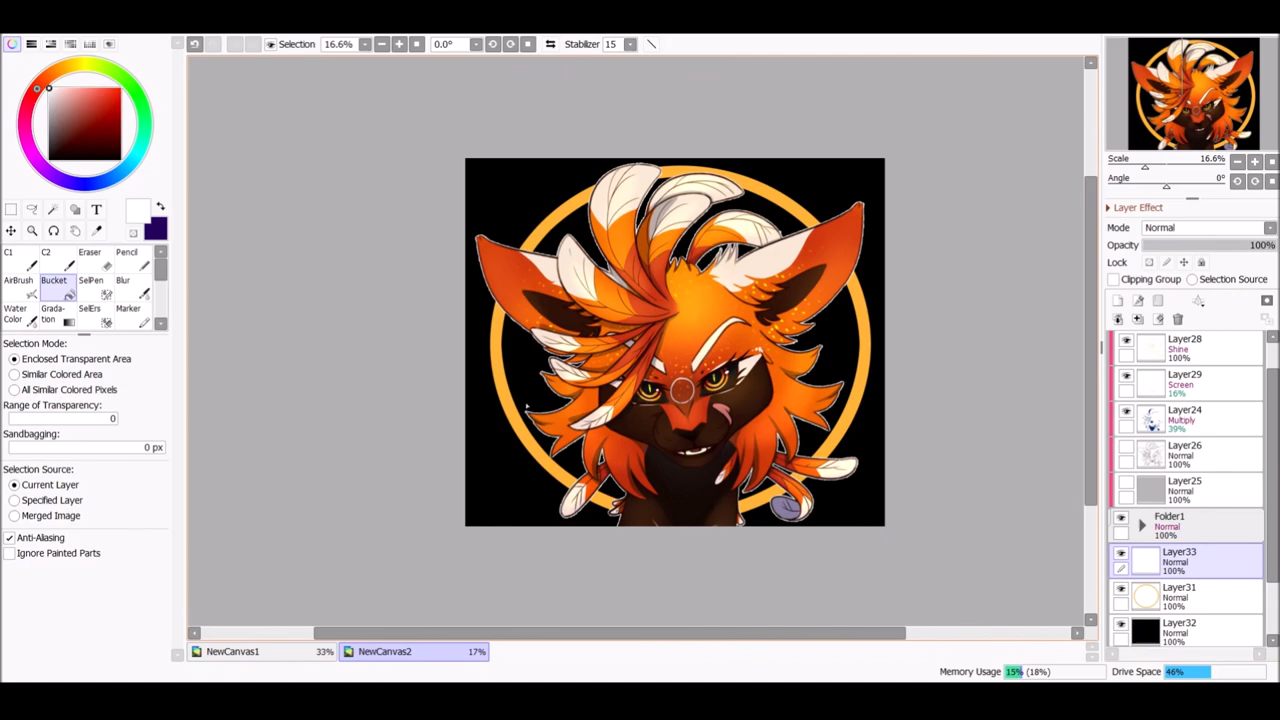 Selection 16.6% 0.0° Stabilizer 15
C1 C2 Eraser Pencil
AirBrush Bucket SelPen Blur
Water Color Grada-tion SelErs Marker
Selection Mode:
Enclosed Transparent Area
Similar Colored Area
All Similar Colored Pixels
Range of Transparency:
0
Sandbagging:
0 px
Selection Source:
Current Layer
Specified Layer
Merged Image
Anti-Aliasing
Ignore Painted Parts
T
NewCanvas1 33% NewCanvas2 17%
Scale 16.6%
Angle 0°
Layer Effect
Mode Normal
Opacity 100%
Lock
Clipping Group Selection Source
Layer28
Shine
100%
Layer29
Screen
16%
Layer24
Multiply
39%
Layer26
Normal
100%
Layer25
Normal
100%
Folder1
Normal
100%
Layer33
Normal
100%
Layer31
Normal
100%
Layer32
Normal
100%
Memory Usage 15% (18%) Drive Space 46%